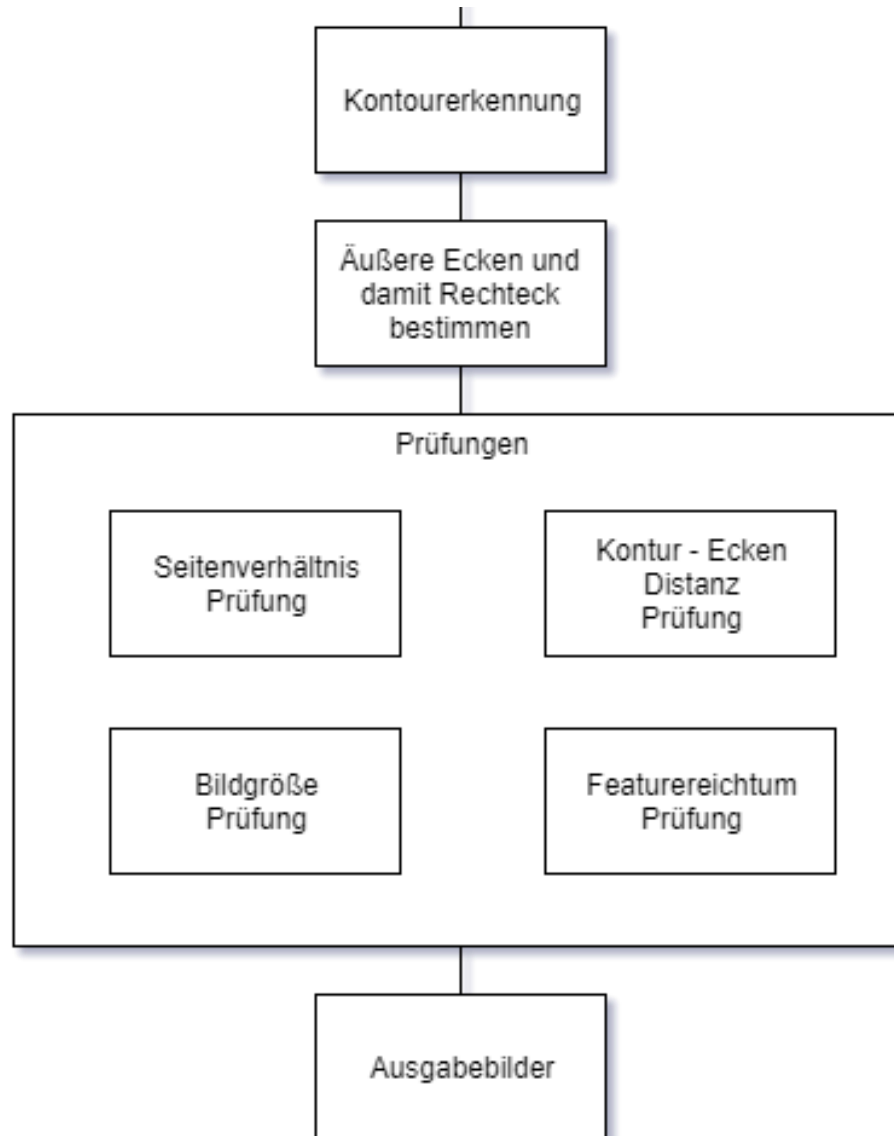 Kontourerkennung
Äußere Ecken und
damit Rechteck
bestimmen
Prüfungen
Seitenverhältnis
Prüfung
Kontur - Ecken
Distanz
Prüfung
Bildgröße
Prüfung
Featurereichtum
Prüfung
Ausgabebilder